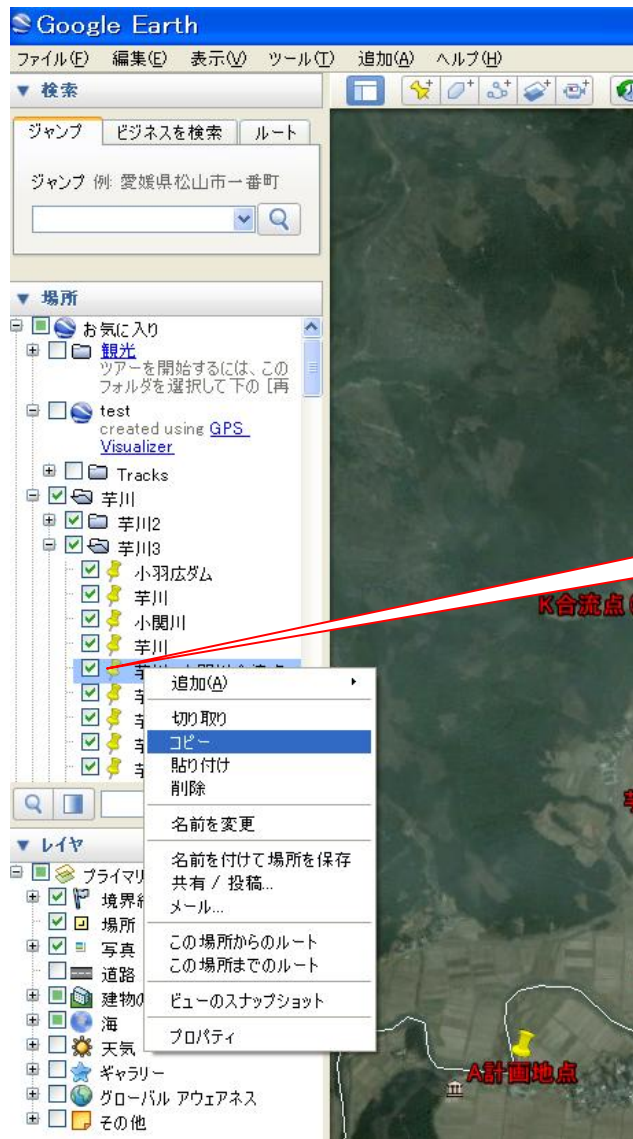 Google Earth
ファイル(F) 編集(E) 表示(V) ツール(T) 追加(A) ヘルプ(H)
検索
ジャンプ ビジネスを検索 ルート
ジャンプ 例: 愛媛県松山市一番町
場所
お気に入り
観光
ツアーを開始するには、この
フォルダを選択して下の [再
test
created using GPS
Visualizer
Tracks
芋川
芋川2
芋川3
小羽広ダム
芋川
小関川
芋川
K合流点
追加(A)
切り取り
コピー
貼り付け
削除
名前を変更
名前を付けて場所を保存
共有 / 投稿...
メール...
この場所からのルート
この場所までのルート
ビューのスナップショット
プロパティ
レイヤ
プライマリ
境界
場所
写真
道路
建物の
海
天気
ギャラリー
グローバル アウェアネス
その他
A計画地点